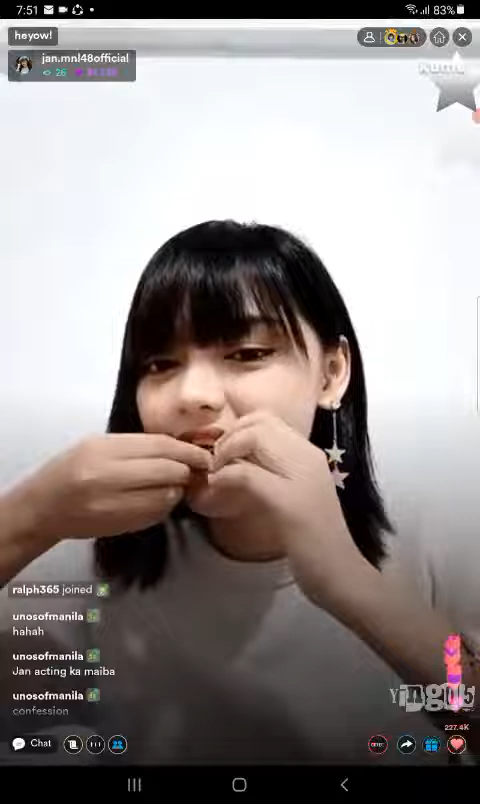 7:51
83%
heyow!
jan.mnl48official
26
kumu
ralph365 joined
unosofmanila
hahah
unosofmanila
Jan acting ka maiba
unosofmanila
confession
227.4K
Chat